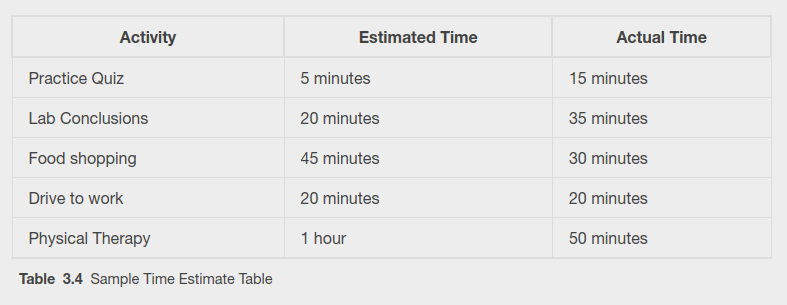 Activity Estimated Time Actual Time
Practice Quiz 5 minutes 15 minutes
Lab Conclusions 20 minutes 35 minutes
Food shopping 45 minutes 30 minutes
Drive to work 20 minutes 20 minutes
Physical Therapy 1 hour 50 minutes
Table 3.4 Sample Time Estimate Table